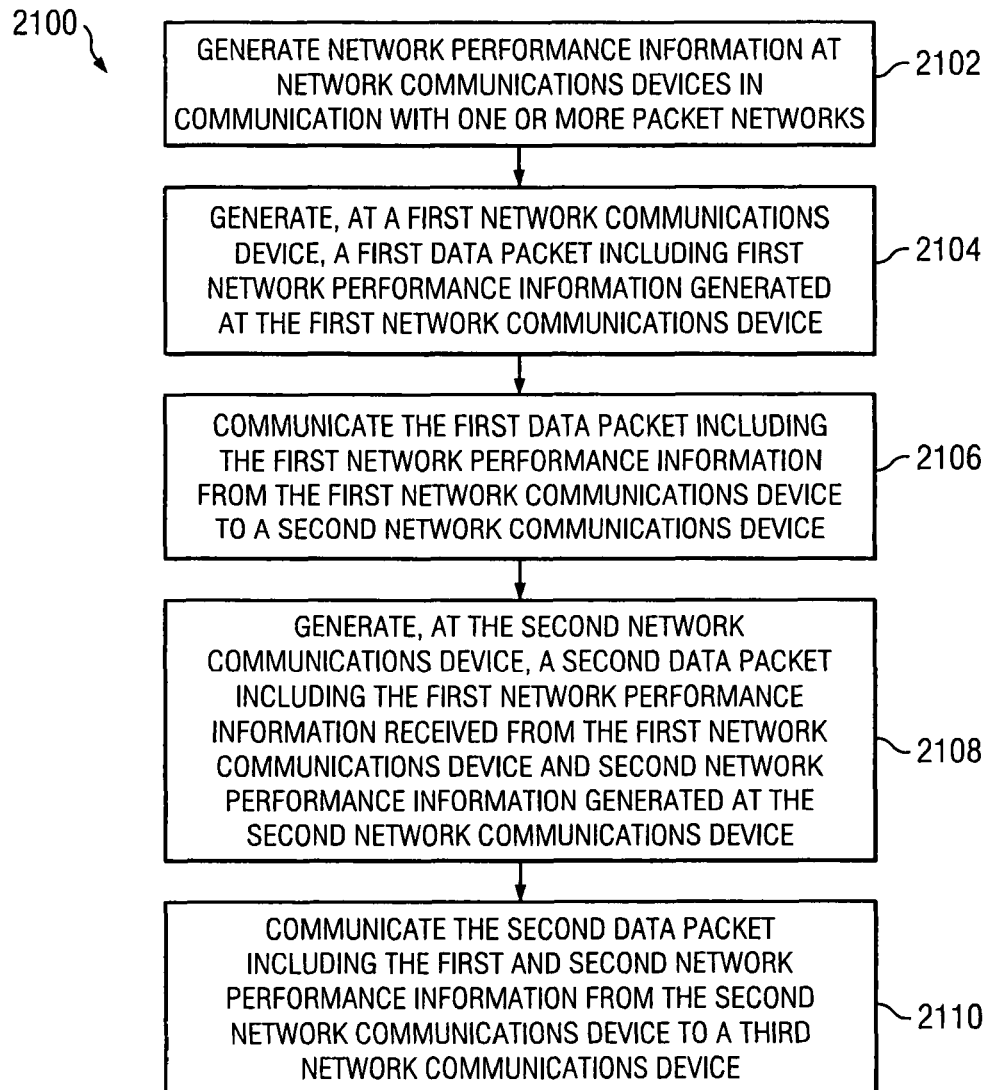 2100
GENERATE NETWORK PERFORMANCE INFORMATION AT
NETWORK COMMUNICATIONS DEVICES IN
COMMUNICATION WITH ONE OR MORE PACKET NETWORKS
2102
GENERATE, AT A FIRST NETWORK COMMUNICATIONS
DEVICE, A FIRST DATA PACKET INCLUDING FIRST
NETWORK PERFORMANCE INFORMATION GENERATED
AT THE FIRST NETWORK COMMUNICATIONS DEVICE
2104
COMMUNICATE THE FIRST DATA PACKET INCLUDING
THE FIRST NETWORK PERFORMANCE INFORMATION
FROM THE FIRST NETWORK COMMUNICATIONS DEVICE
TO A SECOND NETWORK COMMUNICATIONS DEVICE
2106
GENERATE, AT THE SECOND NETWORK
COMMUNICATIONS DEVICE, A SECOND DATA PACKET
INCLUDING THE FIRST NETWORK PERFORMANCE
INFORMATION RECEIVED FROM THE FIRST NETWORK
COMMUNICATIONS DEVICE AND SECOND NETWORK
PERFORMANCE INFORMATION GENERATED AT THE
SECOND NETWORK COMMUNICATIONS DEVICE
2108
COMMUNICATE THE SECOND DATA PACKET
INCLUDING THE FIRST AND SECOND NETWORK
PERFORMANCE INFORMATION FROM THE SECOND
NETWORK COMMUNICATIONS DEVICE TO A THIRD
NETWORK COMMUNICATIONS DEVICE
2110